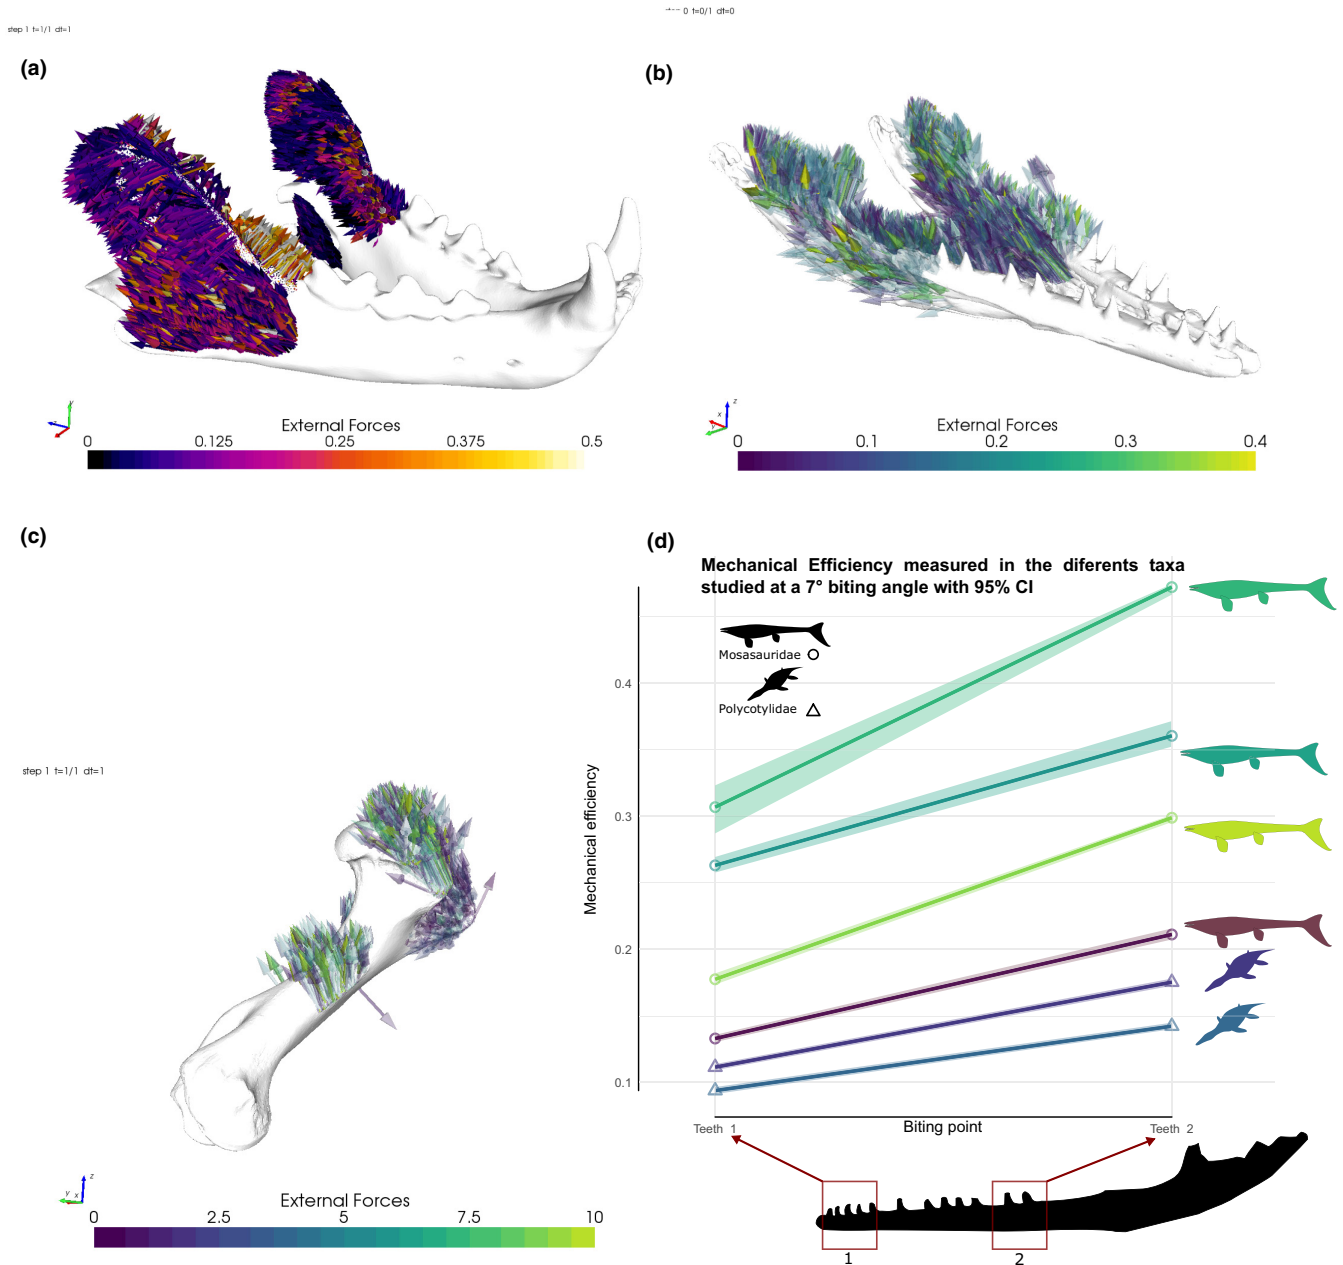 step 1 t=1/1 dt=1
0 t=0/1 dt=0
(a)
(b)
External Forces
0 0.125 0.25 0.375 0.5
y
z
External Forces
0 0.1 0.2 0.3 0.4
z
x
y
(c)
step 1 t=1/1 dt=1
External Forces
0 2.5 5 7.5 10
z
y x
(d)
Mechanical Efficiency measured in the diferents taxa
studied at a 7° biting angle with 95% CI
Mosasauridae
Polycotylidae
Mechanical efficiency
0.4
0.3
0.2
0.1
Teeth 1
Biting point
Teeth 2
1
2